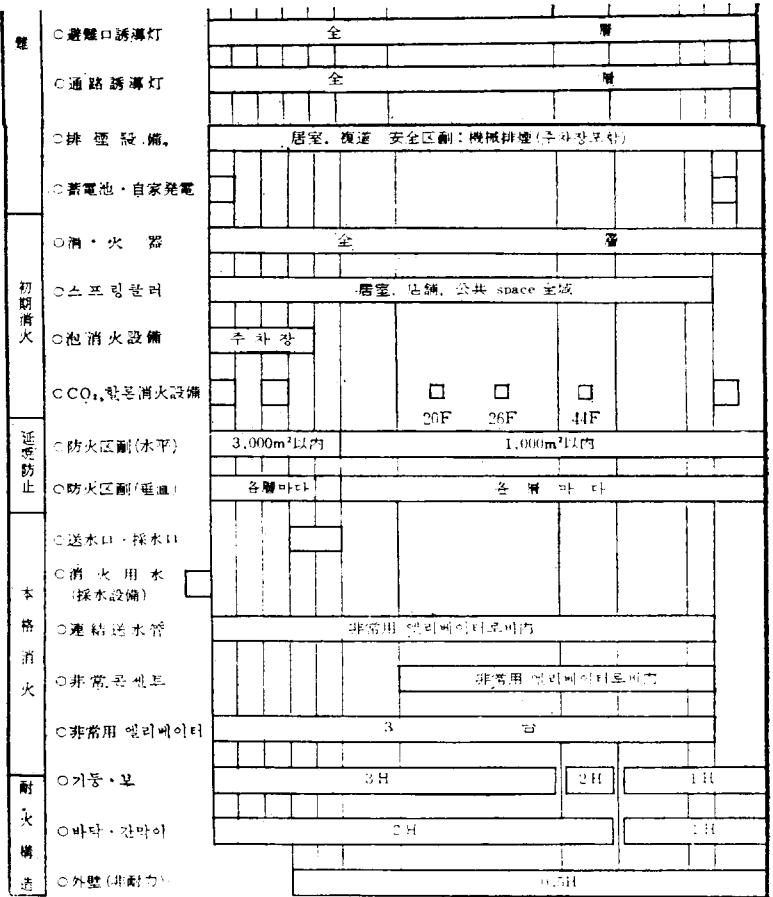 難
○避難口誘導灯 全層
○通路誘導灯 全層
○排煙設備 居室, 複道 安全区劃:機械排煙(주차장포함)
○蓄電池・自家発電
初期消火
○消・火器 全層
○스프링클러 居室, 店舗, 公共 space 全域
○泡消火設備 주차장
○CO₂,할론消火設備
20F 26F 44F
延焼防止
○防火区劃(水平) 3,000m²以内 1,000m²以内
○防火区劃(垂直) 各層마다 各層마다
本格消火
○送水口・採水口
○消火用水
(採水設備)
○連結送水管 非常用 엘리베이터로비内
○非常콘센트 非常用 엘리베이터로비内
○非常用 엘리베이터 3 台
耐火構造
○기둥・보 3H 2H 1H
○바닥・간막이 2H 1H
○外壁(非耐力) 0.5H